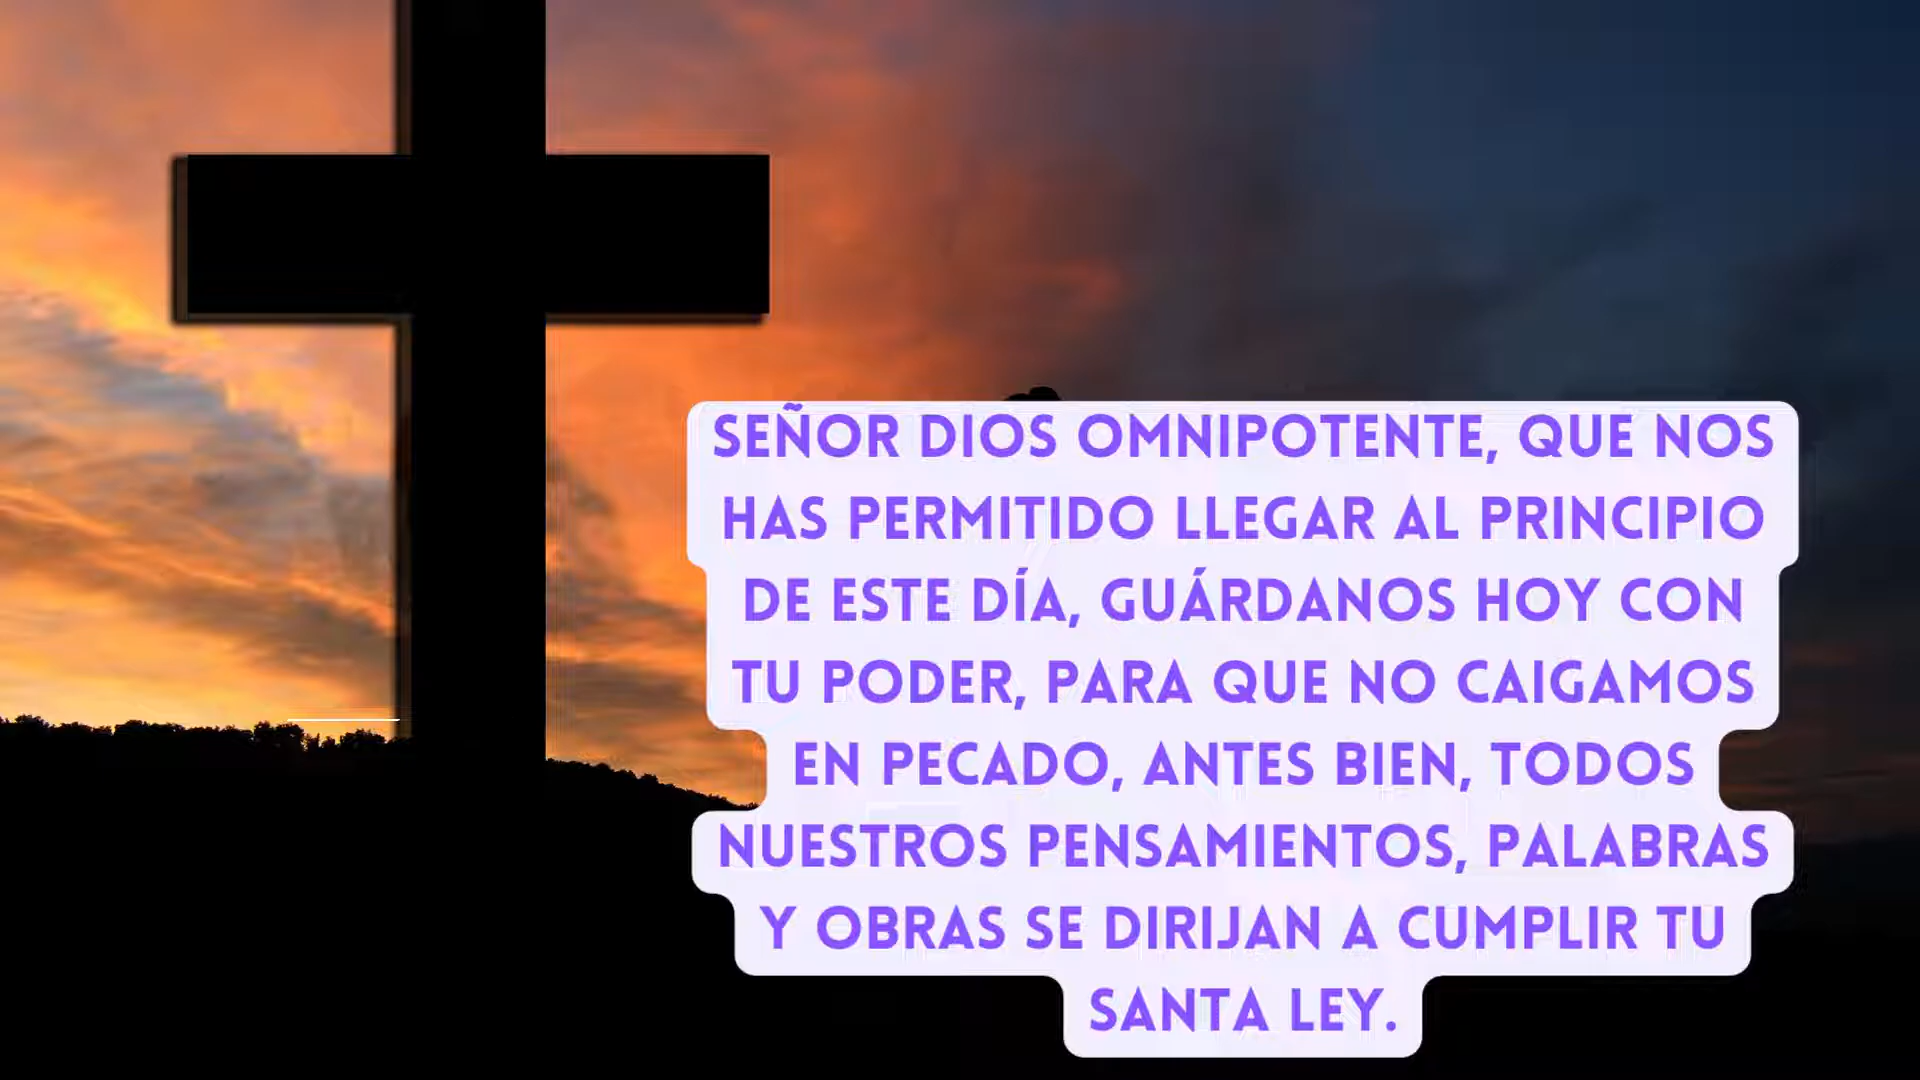 SEÑOR DIOS OMNIPOTENTE, QUE NOS
HAS PERMITIDO LLEGAR AL PRINCIPIO
DE ESTE DÍA, GUÁRDANOS HOY CON
TU PODER, PARA QUE NO CAIGAMOS
EN PECADO, ANTES BIEN, TODOS
NUESTROS PENSAMIENTOS, PALABRAS
Y OBRAS SE DIRIJAN A CUMPLIR TU
SANTA LEY.